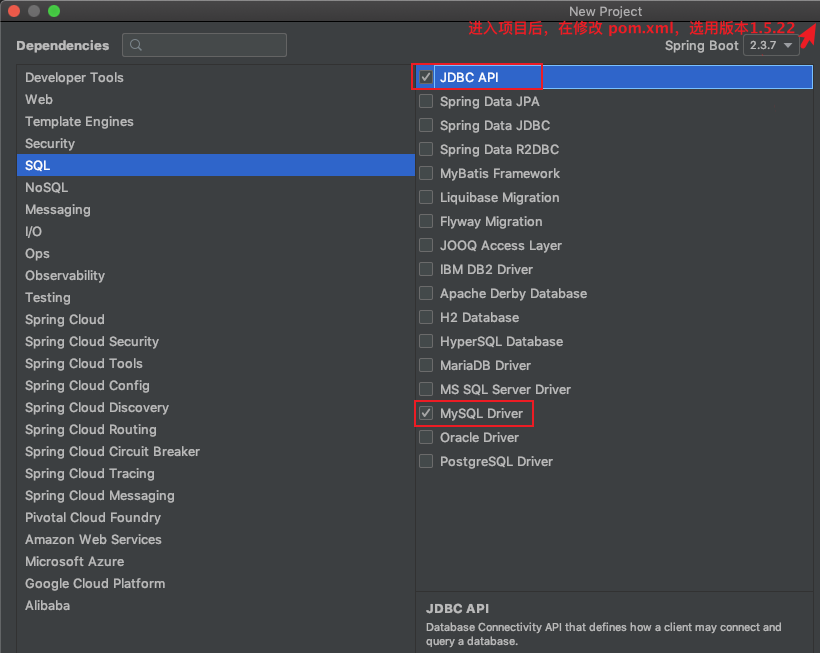 New Project
进入项目后，在修改 pom.xml，选用版本1.5.22
Dependencies
Spring Boot 2.3.7
Developer Tools
Web
Template Engines
Security
SQL
NoSQL
Messaging
I/O
Ops
Observability
Testing
Spring Cloud
Spring Cloud Security
Spring Cloud Tools
Spring Cloud Config
Spring Cloud Discovery
Spring Cloud Routing
Spring Cloud Circuit Breaker
Spring Cloud Tracing
Spring Cloud Messaging
Pivotal Cloud Foundry
Amazon Web Services
Microsoft Azure
Google Cloud Platform
Alibaba
JDBC API
Spring Data JPA
Spring Data JDBC
Spring Data R2DBC
MyBatis Framework
Liquibase Migration
Flyway Migration
JOOQ Access Layer
IBM DB2 Driver
Apache Derby Database
H2 Database
HyperSQL Database
MariaDB Driver
MS SQL Server Driver
MySQL Driver
Oracle Driver
PostgreSQL Driver
JDBC API
Database Connectivity API that defines how a client may connect and
query a database.